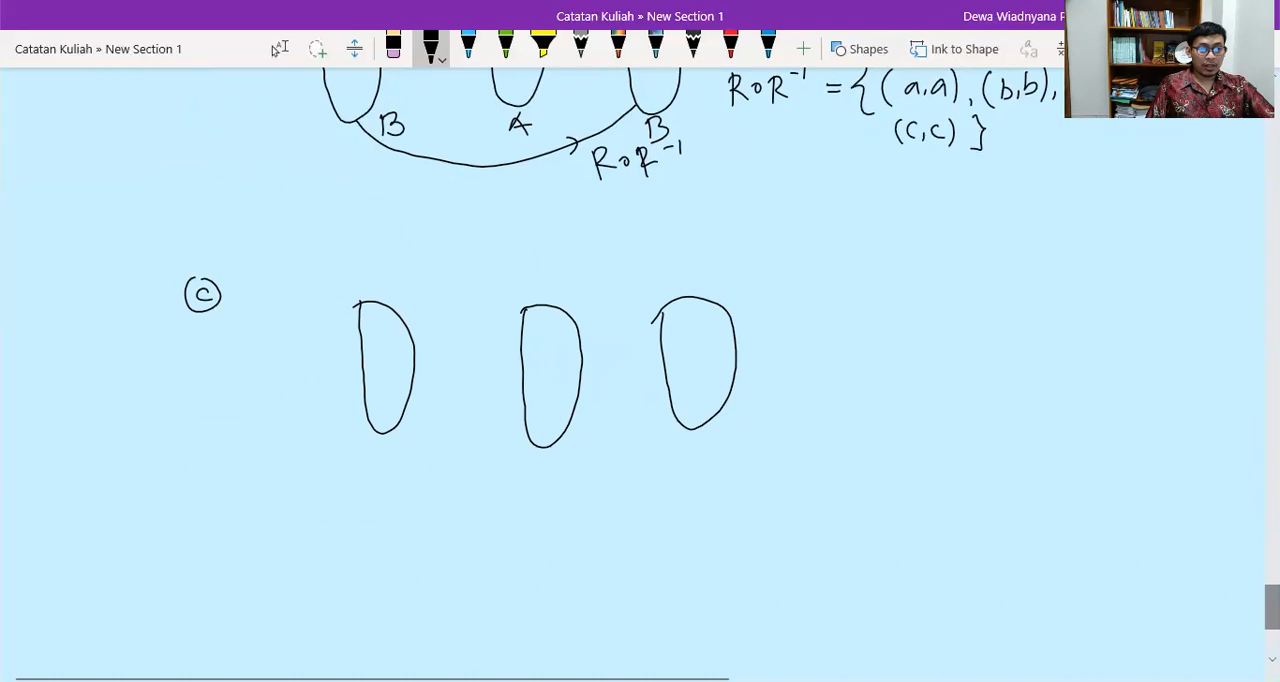 Catatan Kuliah » New Section 1
Dewa Wiadnyana
Catatan Kuliah » New Section 1
Shapes
Ink to Shape
B
A
B
R∘R⁻¹
R∘R⁻¹ = {(a,a), (b,b),
(c,c)}
c